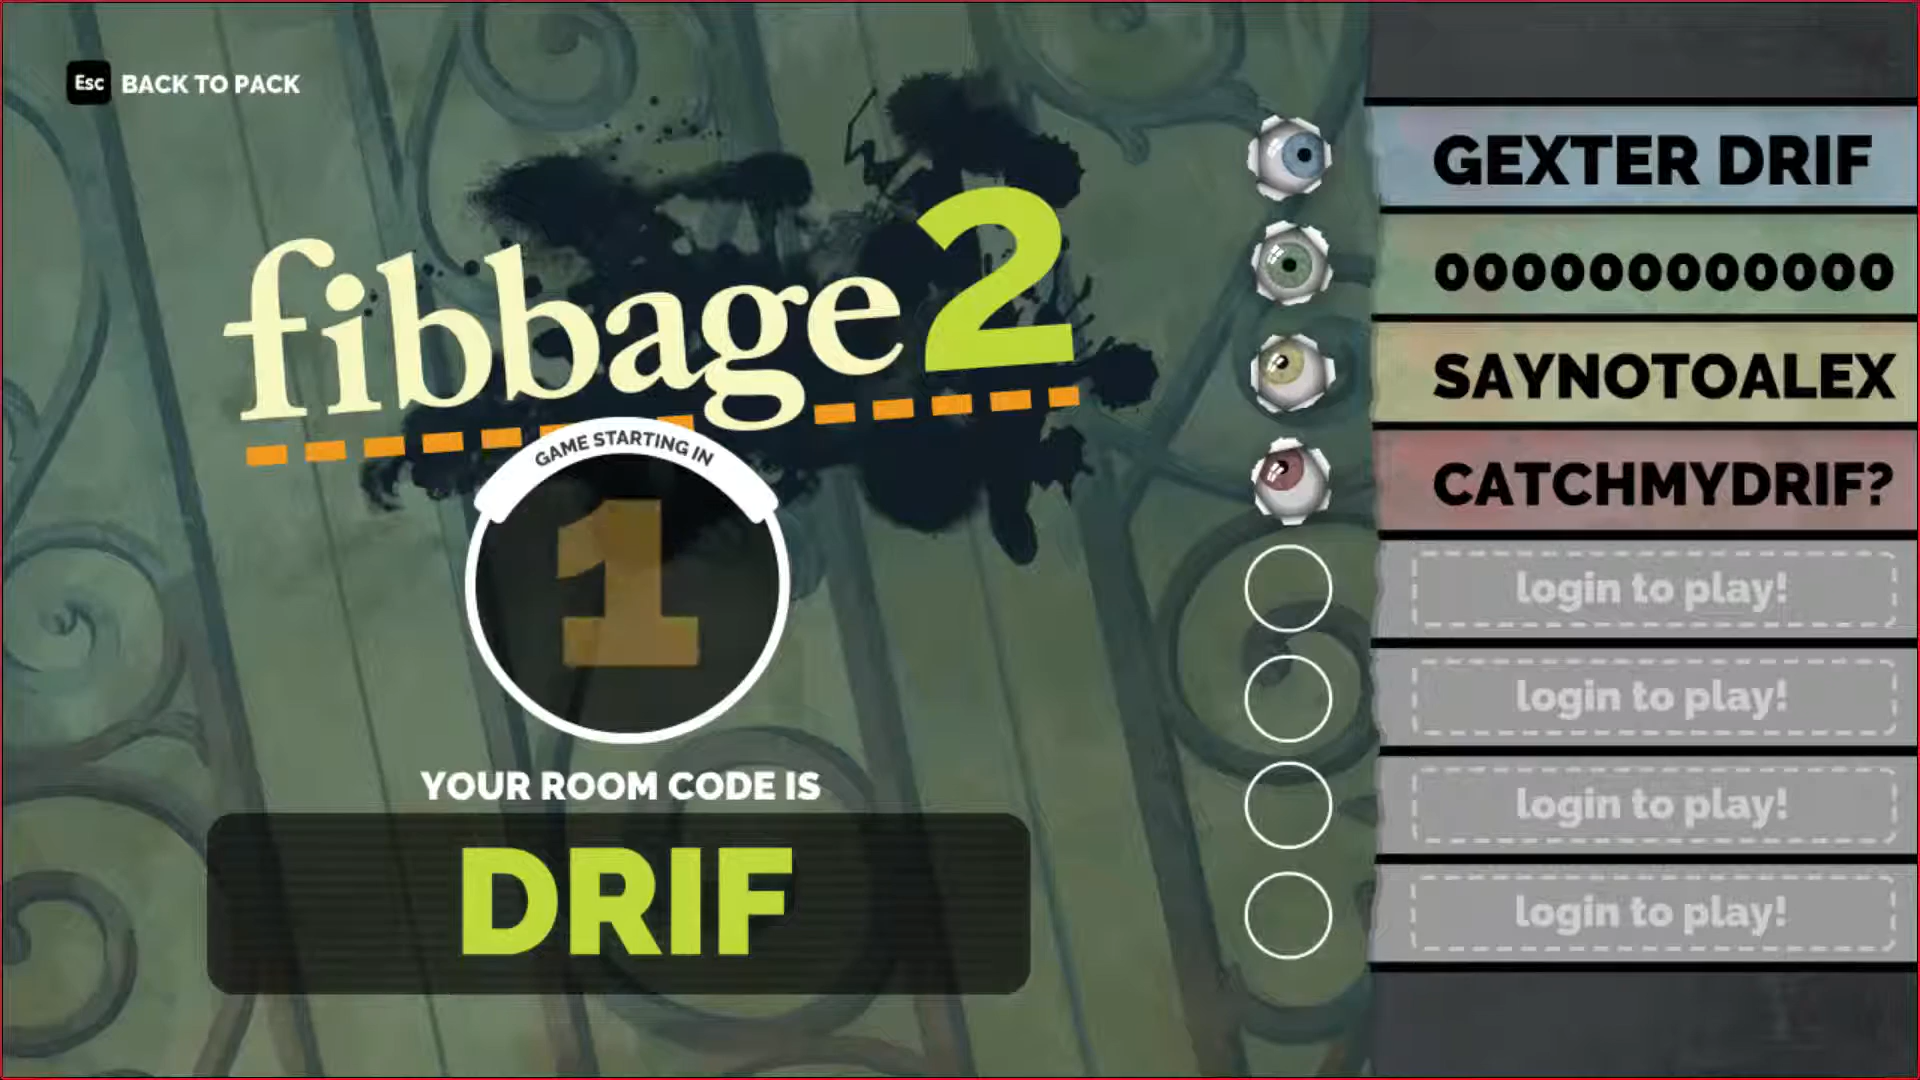 Esc BACK TO PACK
fibbage 2
GAME STARTING IN
1
YOUR ROOM CODE IS
DRIF
GEXTER DRIF
0000000000000
SAYNOTOALEX
CATCHMYDRIF?
login to play!
login to play!
login to play!
login to play!